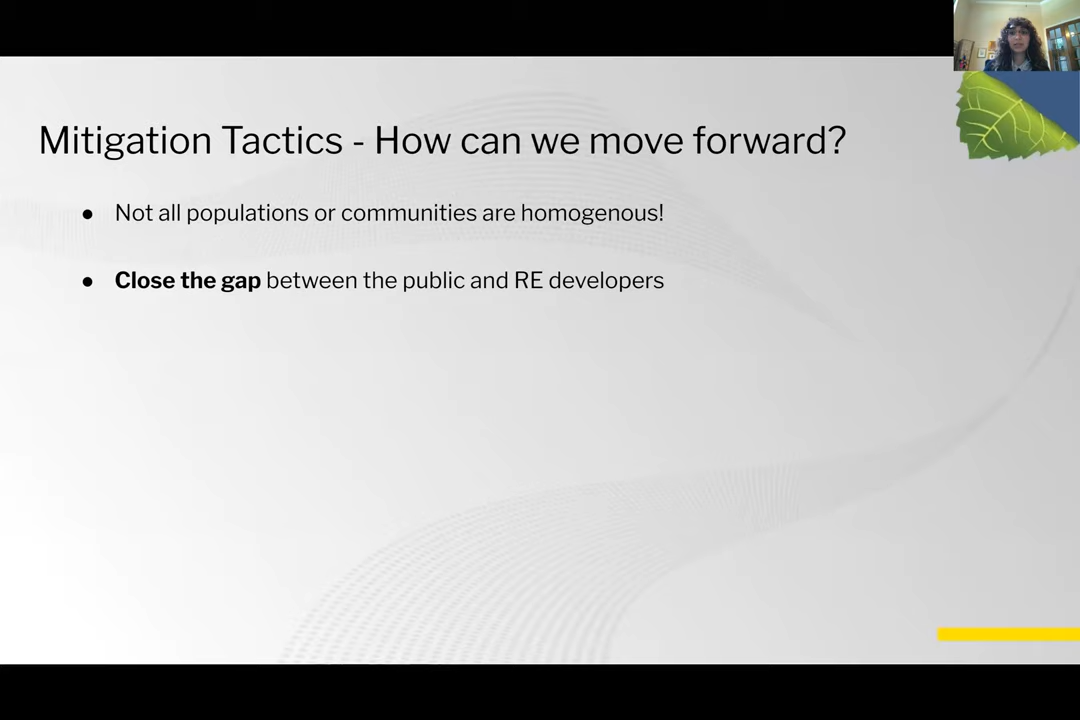 Mitigation Tactics - How can we move forward?
● Not all populations or communities are homogenous!
● Close the gap between the public and RE developers